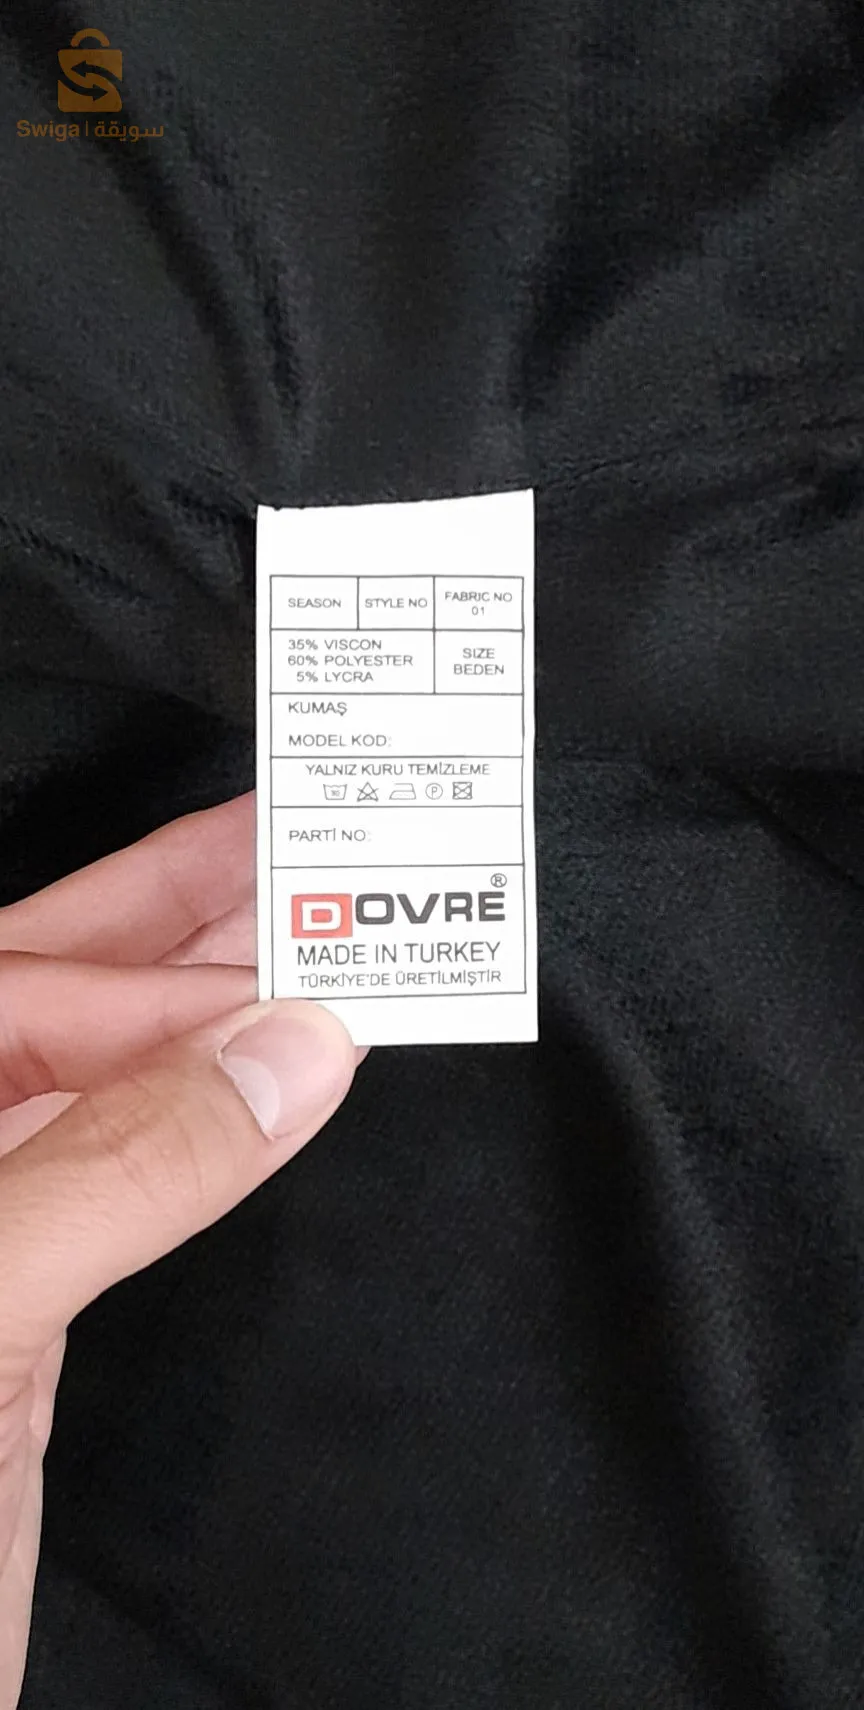 Swiga | سويقة
SEASON
STYLE NO
FABRIC NO
01
35% VISCON
60% POLYESTER
5% LYCRA
SIZE
BEDEN
KUMAŞ
MODEL KOD:
YALNIZ KURU TEMİZLEME
30
P
PARTİ NO:
DOVRE®
MADE IN TURKEY
TÜRKİYE'DE ÜRETİLMİŞTİR